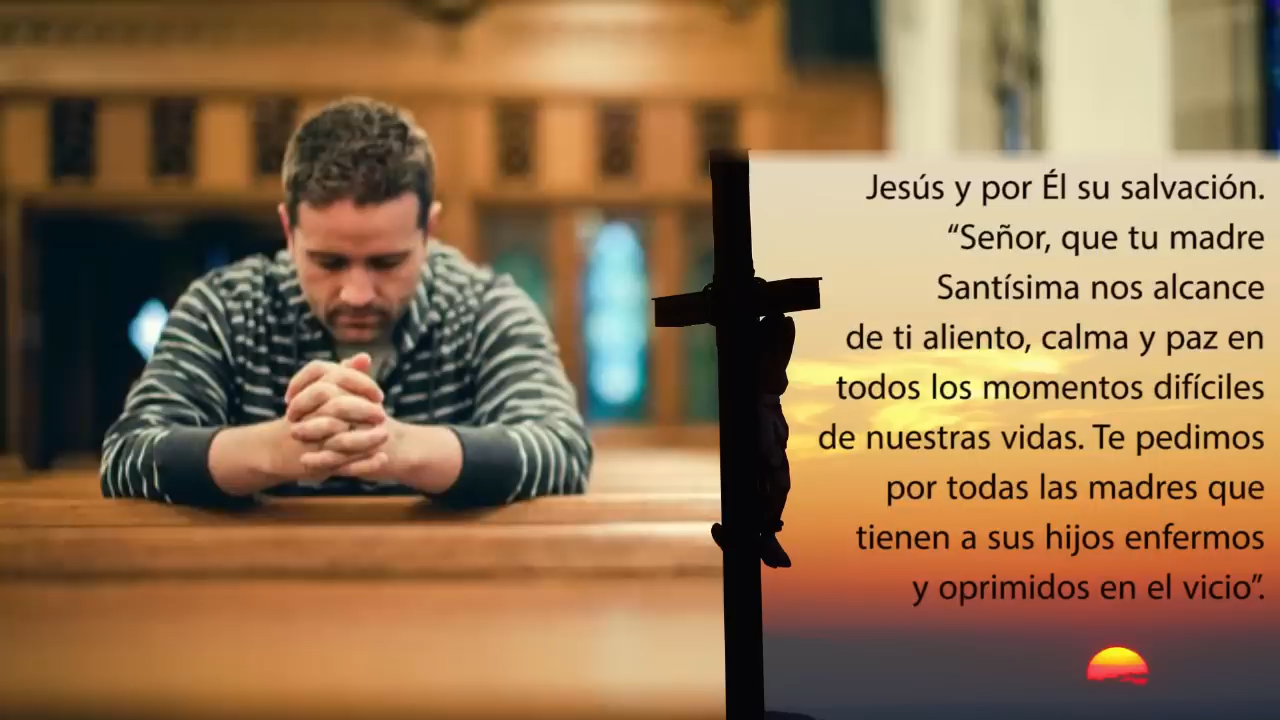 Jesús y por Él su salvación.
“Señor, que tu madre
Santísima nos alcance
de ti aliento, calma y paz en
todos los momentos difíciles
de nuestras vidas. Te pedimos
por todas las madres que
tienen a sus hijos enfermos
y oprimidos en el vicio”.